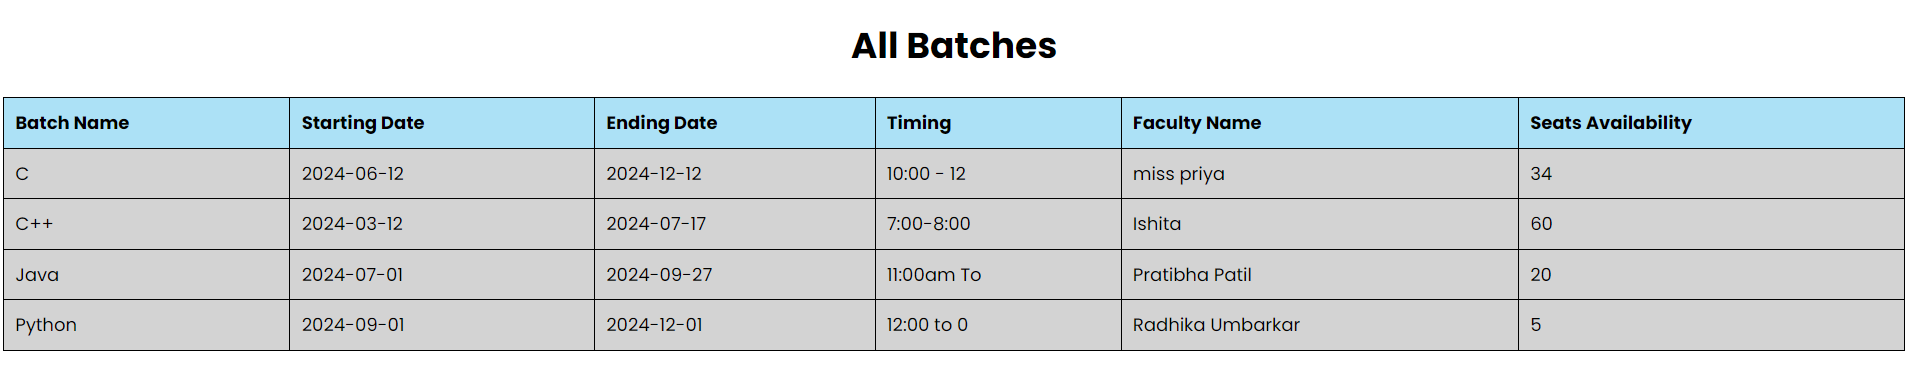 All Batches
Batch Name Starting Date Ending Date Timing Faculty Name Seats Availability
C 2024-06-12 2024-12-12 10:00 - 12 miss priya 34
C++ 2024-03-12 2024-07-17 7:00-8:00 Ishita 60
Java 2024-07-01 2024-09-27 11:00am To Pratibha Patil 20
Python 2024-09-01 2024-12-01 12:00 to 0 Radhika Umbarkar 5